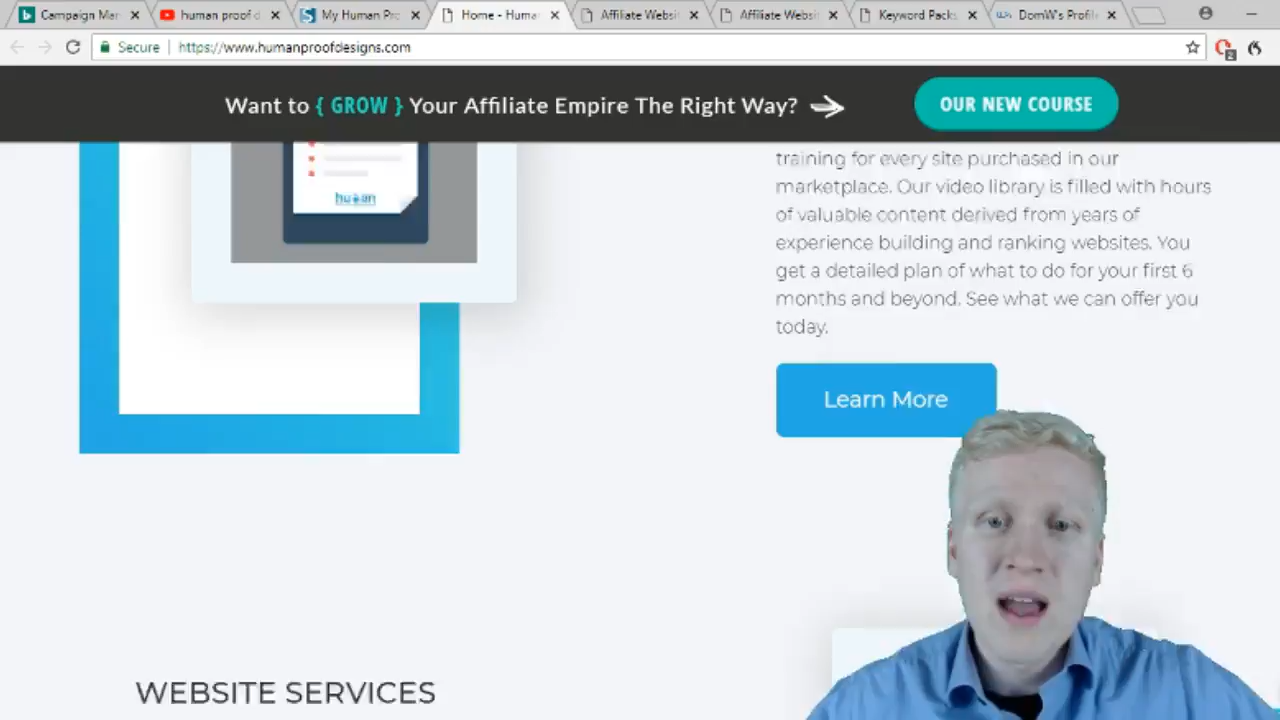 Campaign Mar
human proof d
My Human Pro
Home - Huma
Affiliate Websi
Affiliate Websi
Keyword Packs
DomW's Profil
Secure
https://www.humanproofdesigns.com
2
Want to { GROW } Your Affiliate Empire The Right Way?
OUR NEW COURSE
training for every site purchased in our
marketplace. Our video library is filled with hours
of valuable content derived from years of
experience building and ranking websites. You
get a detailed plan of what to do for your first 6
months and beyond. See what we can offer you
today.
Learn More
WEBSITE SERVICES